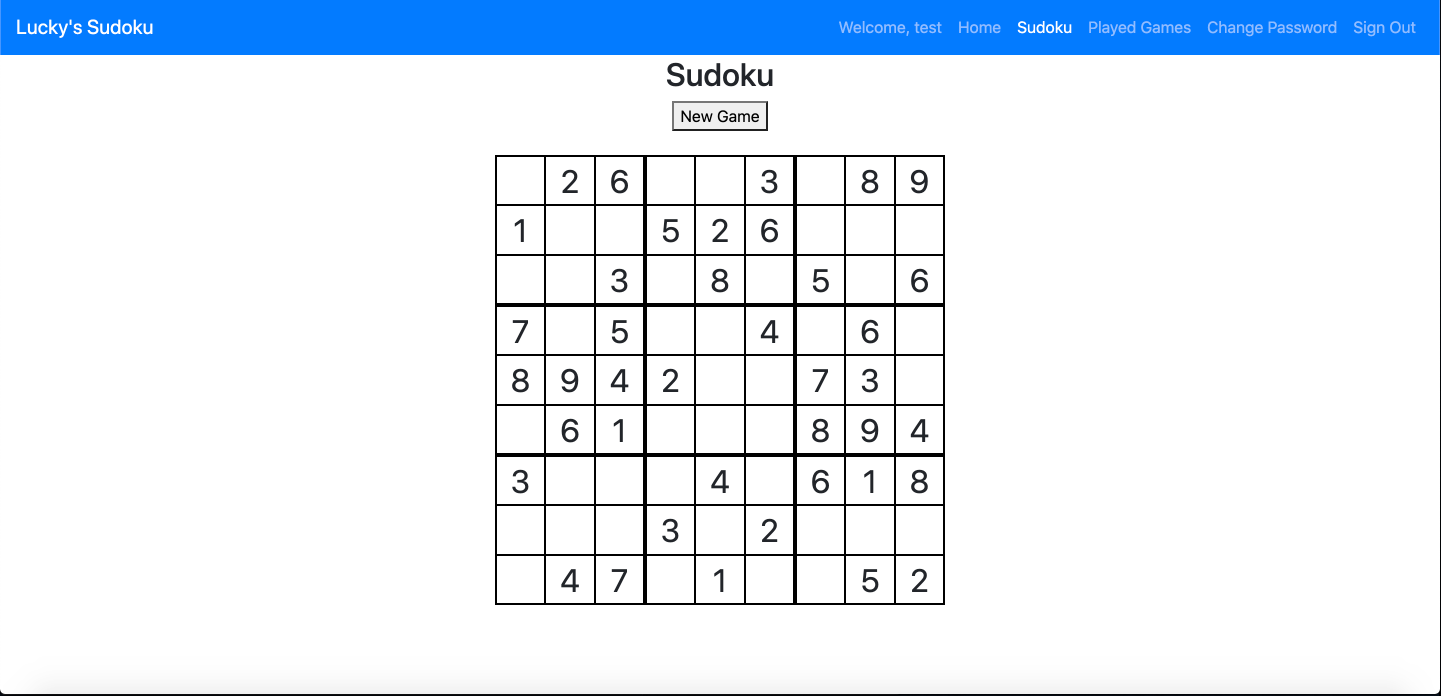 Lucky's Sudoku Welcome, test Home Sudoku Played Games Change Password Sign Out
Sudoku
New Game
2 6 3 8 9
1 5 2 6
3 8 5 6
7 5 4 6
8 9 4 2 7 3
6 1 8 9 4
3 4 6 1 8
3 2
4 7 1 5 2